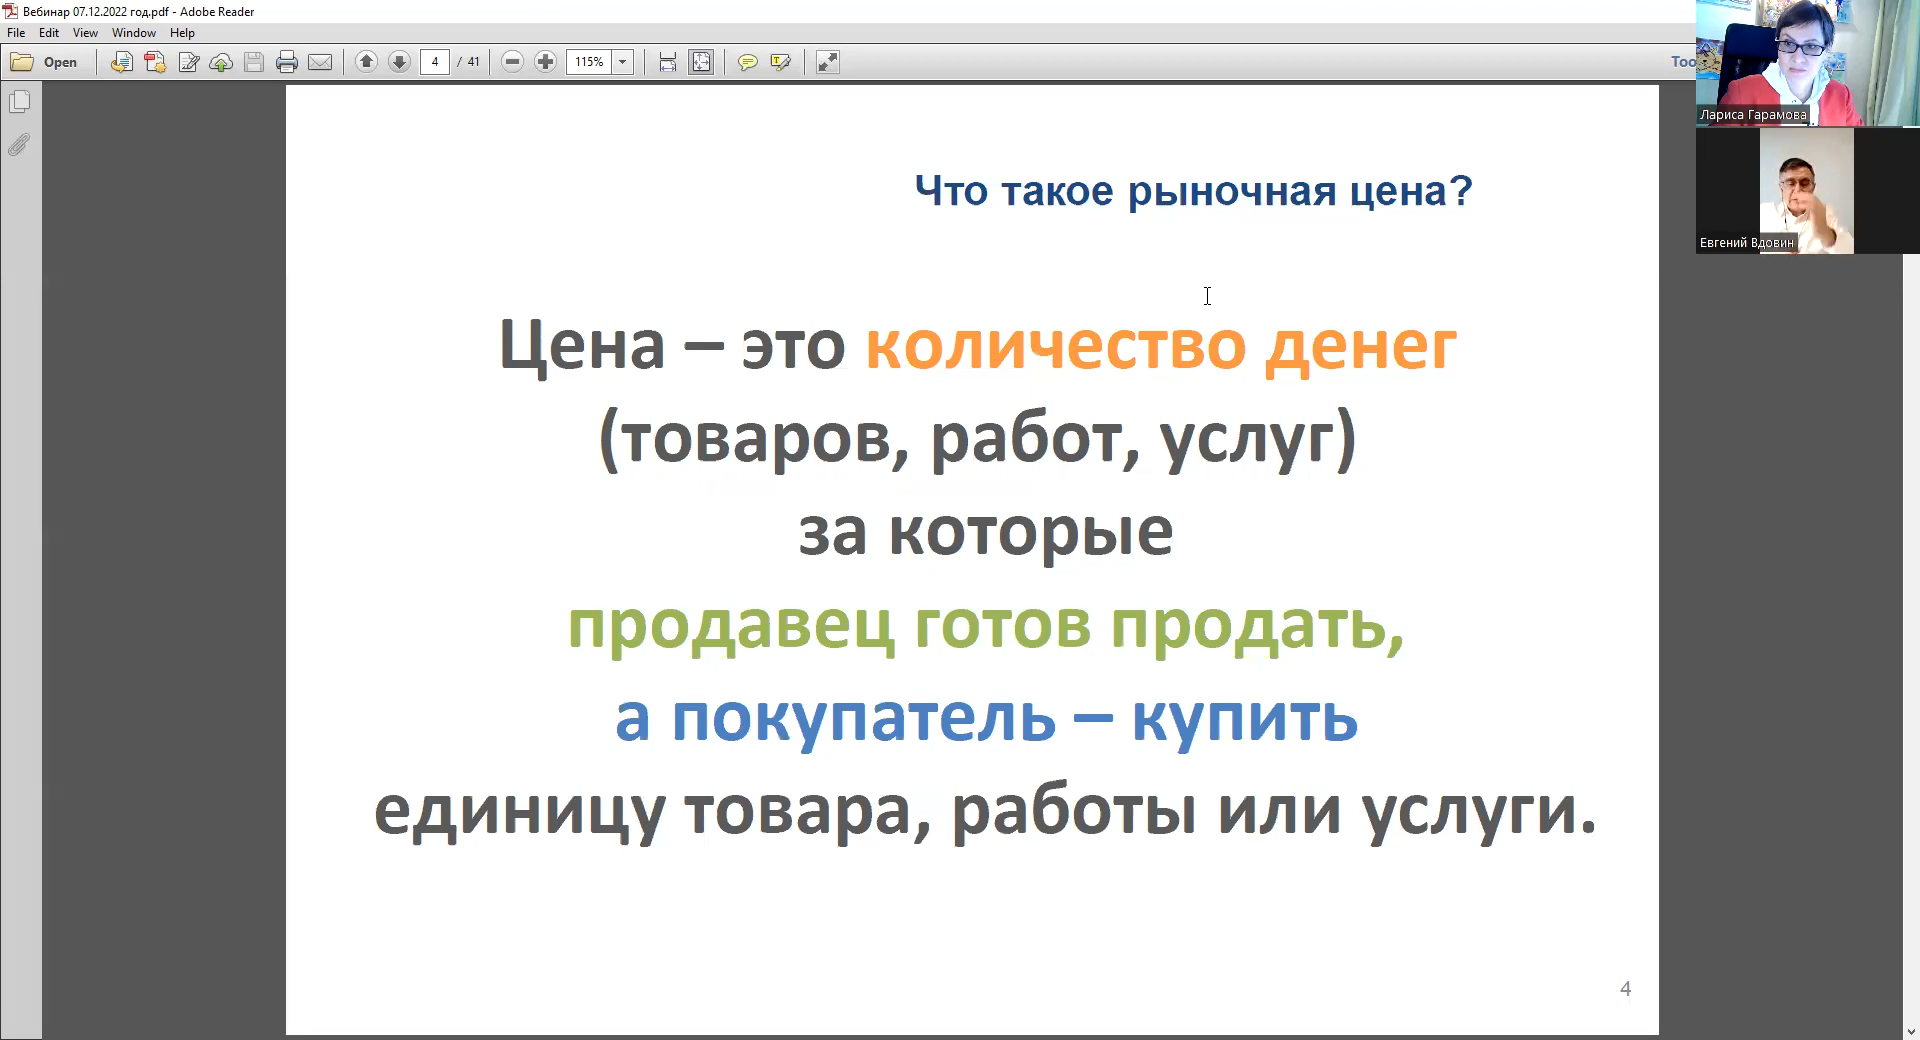 Вебинар 07.12.2022 год.pdf - Adobe Reader
File Edit View Window Help
Open 4 / 41 115% Too
Лариса Гарамова
Евгений Вдовин
Что такое рыночная цена?
Цена – это количество денег
(товаров, работ, услуг)
за которые
продавец готов продать,
а покупатель – купить
единицу товара, работы или услуги.
4